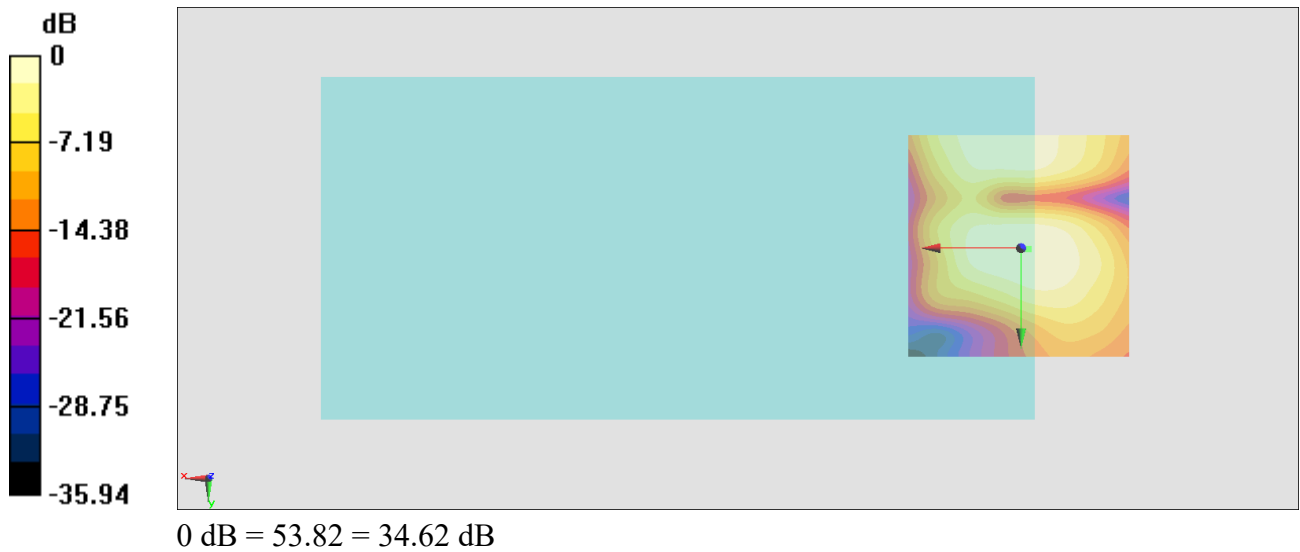 dB
0
-7.19
-14.38
-21.56
-28.75
-35.94
x z
y
0 dB = 53.82 = 34.62 dB